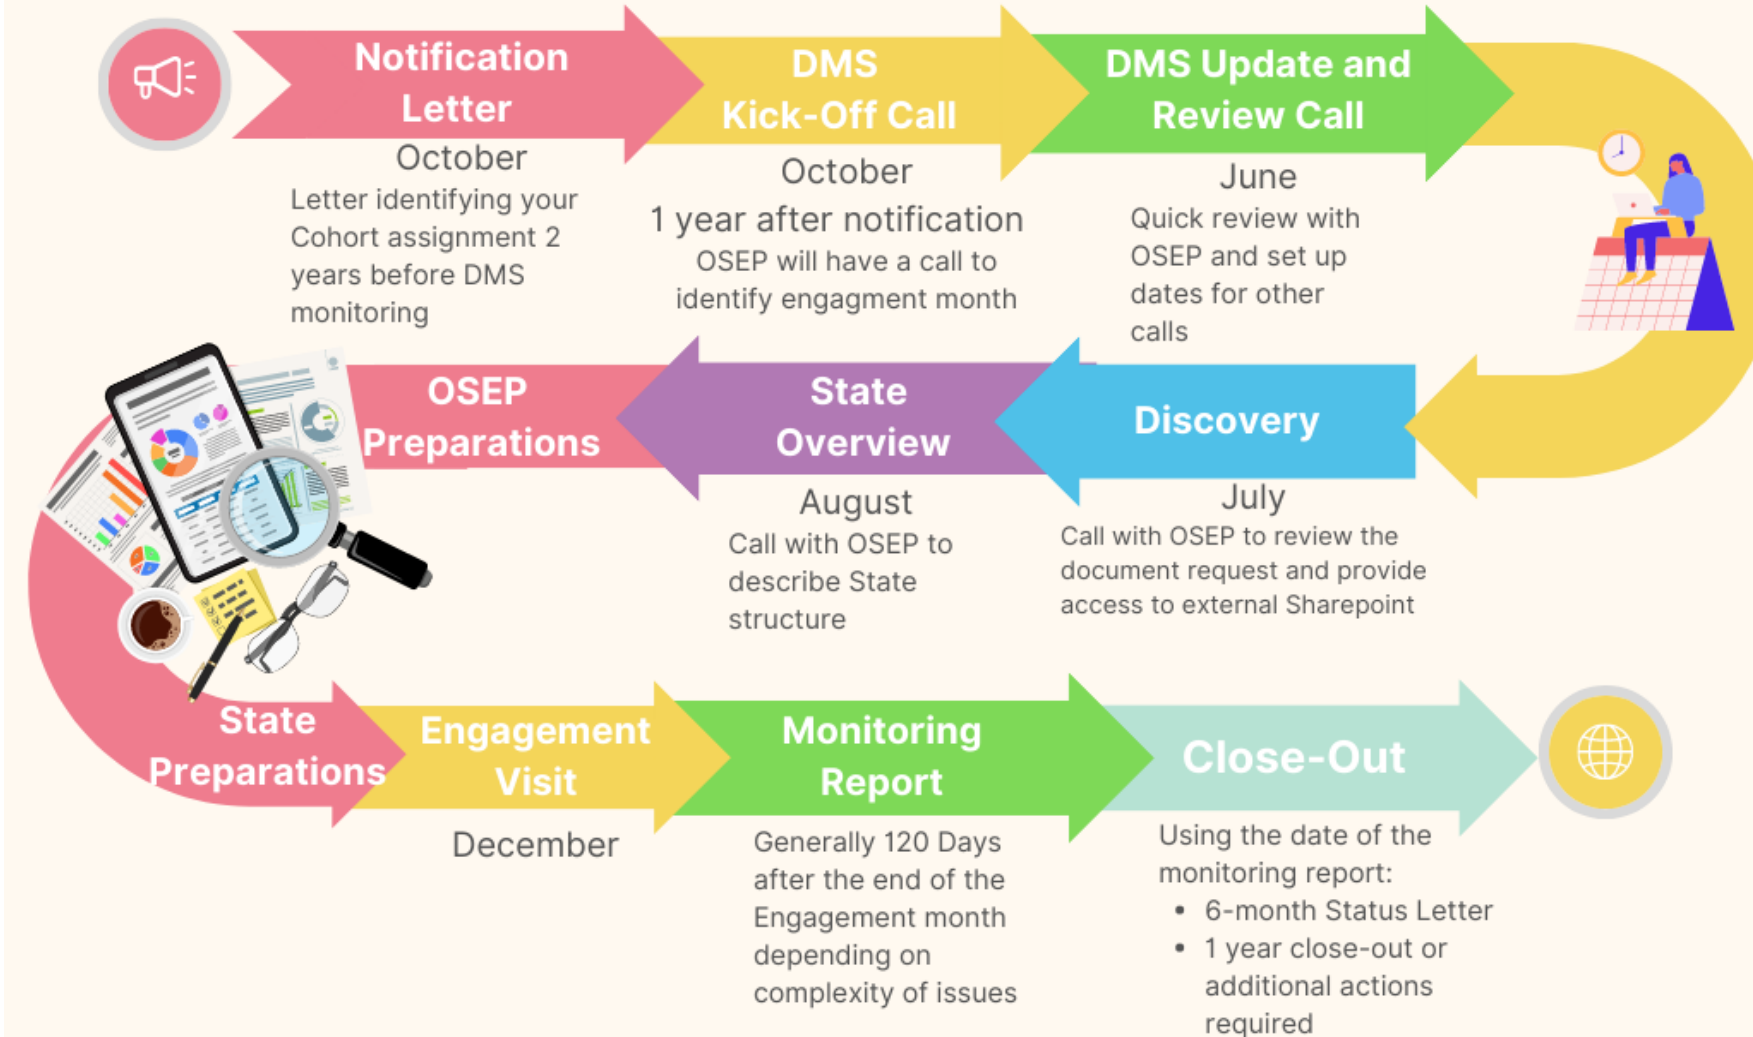 Notification
Letter
October
Letter identifying your
Cohort assignment 2
years before DMS
monitoring
DMS
Kick-Off Call
October
1 year after notification
OSEP will have a call to
identify engagment month
DMS Update and
Review Call
June
Quick review with
OSEP and set up
dates for other
calls
Discovery
July
Call with OSEP to review the
document request and provide
access to external Sharepoint
State
Overview
August
Call with OSEP to
describe State
structure
OSEP
Preparations
State
Preparations
Engagement
Visit
December
Monitoring
Report
Generally 120 Days
after the end of the
Engagement month
depending on
complexity of issues
Close-Out
Using the date of the
monitoring report:
• 6-month Status Letter
• 1 year close-out or
additional actions
required